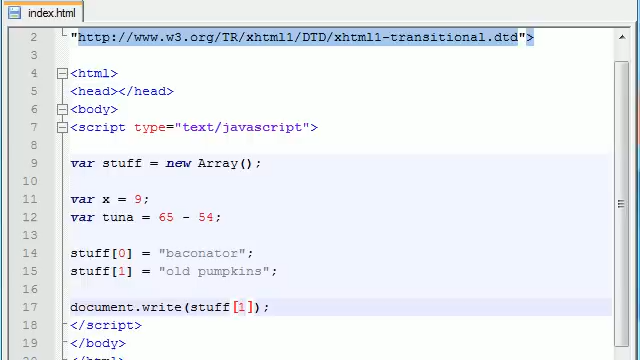 index.html
2 "http://www.w3.org/TR/xhtml1/DTD/xhtml1-transitional.dtd">
3
4 <html>
5 <head></head>
6 <body>
7 <script type="text/javascript">
8
9 var stuff = new Array();
10
11 var x = 9;
12 var tuna = 65 - 54;
13
14 stuff[0] = "baconator";
15 stuff[1] = "old pumpkins";
16
17 document.write(stuff[1]);
18 </script>
19 </body>
20 </html>